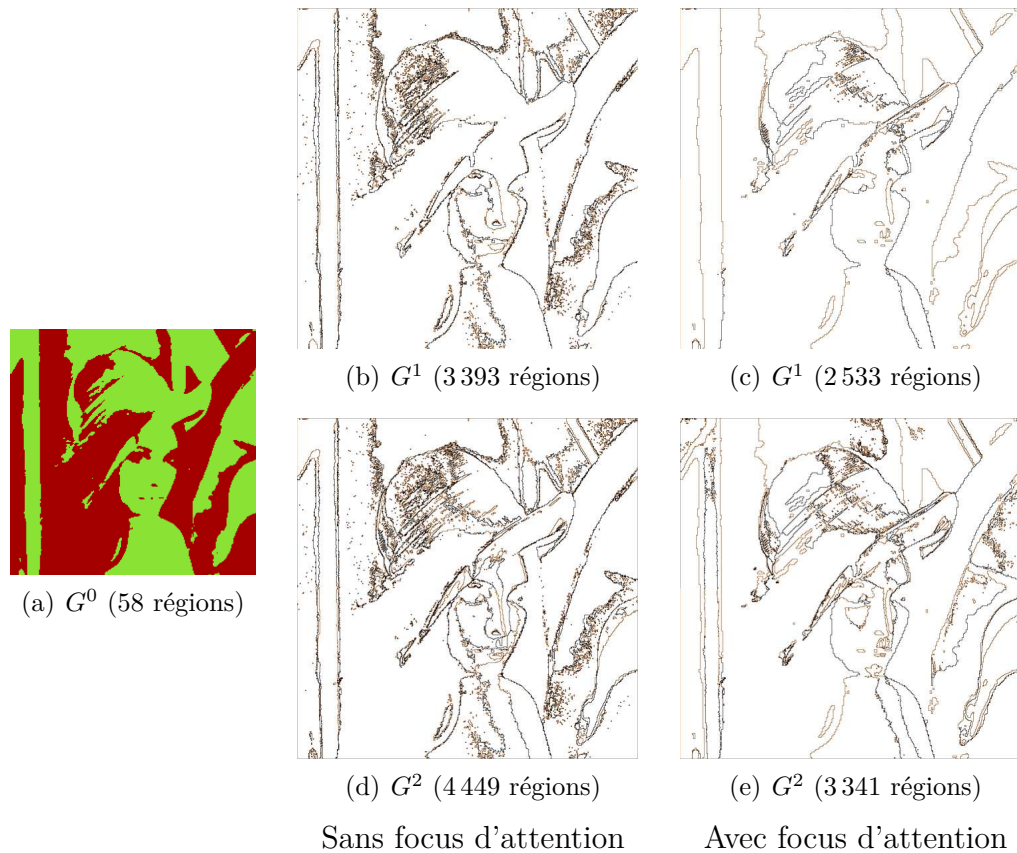 (b) G¹ (3 393 régions)
(c) G¹ (2 533 régions)
(a) G⁰ (58 régions)
(d) G² (4 449 régions)
(e) G² (3 341 régions)
Sans focus d'attention
Avec focus d'attention